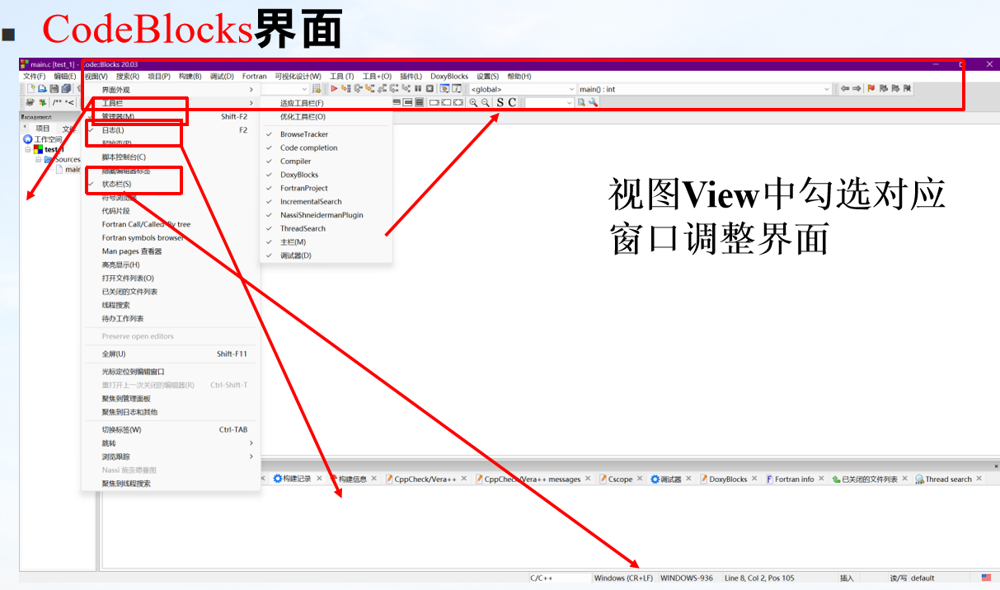 CodeBlocks界面
main.c [test_1] - Code::Blocks 20.03
文件(F) 编辑(E) 视图(V) 搜索(R) 项目(P) 构建(B) 调试(D) Fortran 可视化设计(W) 工具(T) 工具+(O) 插件(L) DoxyBlocks 设置(S) 帮助(H)
<global>
main() : int
/** *<
S C
Management
项目
工作空间
test_1
Sources
界面外观
工具栏
管理器(M) Shift-F2
日志(L) F2
起始页(P)
脚本控制台(C)
隐藏编辑器标签
状态栏(S)
符号浏览器
代码片段
Fortran Call/Called-By tree
Fortran symbols browser
Man pages 查看器
高亮显示(H)
打开文件列表(O)
已关闭的文件列表
线程搜索
待办工作列表
Preserve open editors
全屏(U) Shift-F11
光标定位到编辑窗口
重打开上一次关闭的编辑器(R) Ctrl-Shift-T
聚焦到管理面板
聚焦到日志和其他
切换标签(W) Ctrl-TAB
跳转
浏览跟踪
Nassi 施奈德曼图
聚焦到线程搜索
适应工具栏(F)
优化工具栏(O)
BrowseTracker
Code completion
Compiler
DoxyBlocks
FortranProject
IncrementalSearch
NassiShneidermanPlugin
ThreadSearch
主栏(M)
调试器(D)
视图View中勾选对应
窗口调整界面
构建记录 构建信息 CppCheck/Vera++ CppCheck/Vera++ messages Cscope 调试器 DoxyBlocks Fortran info 已关闭的文件列表 Thread search
C/C++ Windows (CR+LF) WINDOWS-936 Line 8, Col 2, Pos 105 插入 读/写 default